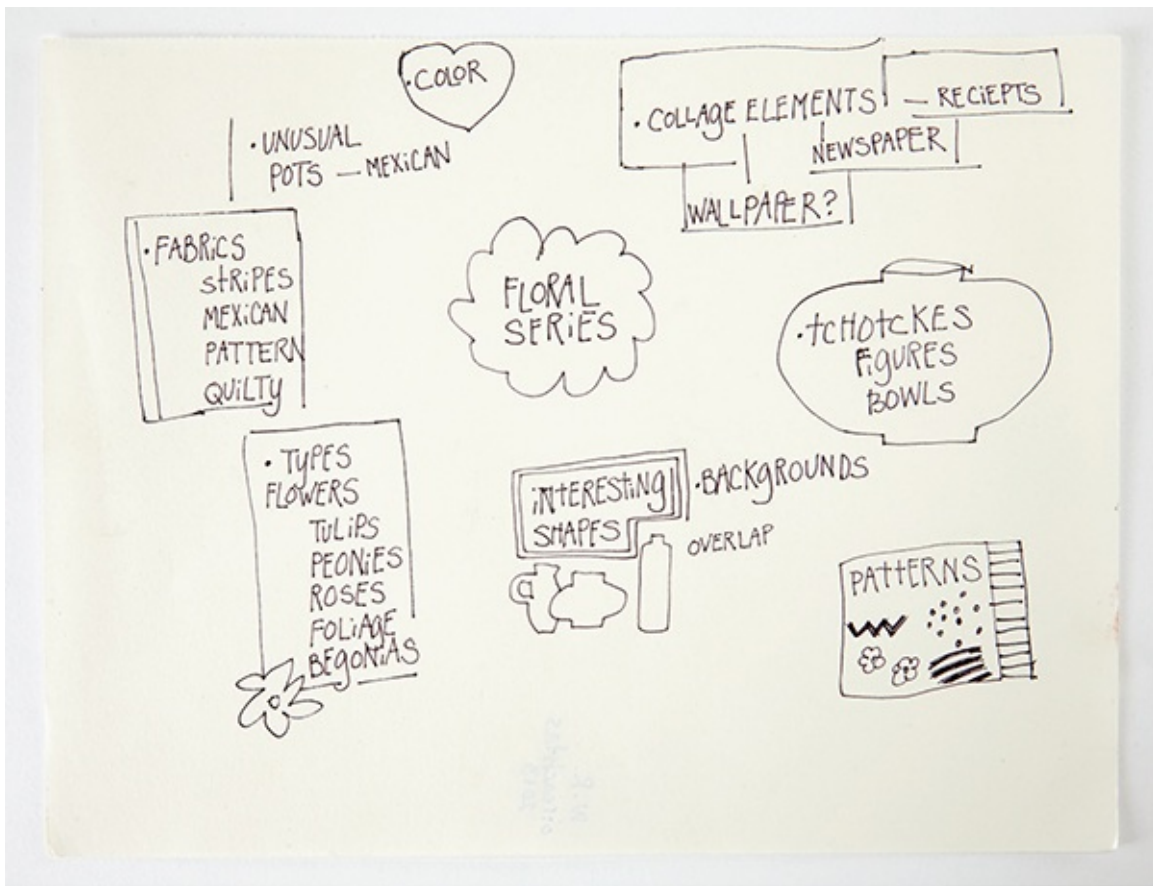 ·COLOR
·UNUSUAL
POTS — MEXICAN
·COLLAGE ELEMENTS — RECIEPTS
NEWSPAPER
WALLPAPER?
·FABRICS
STRIPES
MEXICAN
PATTERN
QUILTY
FLORAL
SERIES
·TCHOTCKES
FIGURES
BOWLS
·TYPES
FLOWERS
TULIPS
PEONIES
ROSES
FOLIAGE
BEGONIAS
INTERESTING
SHAPES
·BACKGROUNDS
OVERLAP
PATTERNS